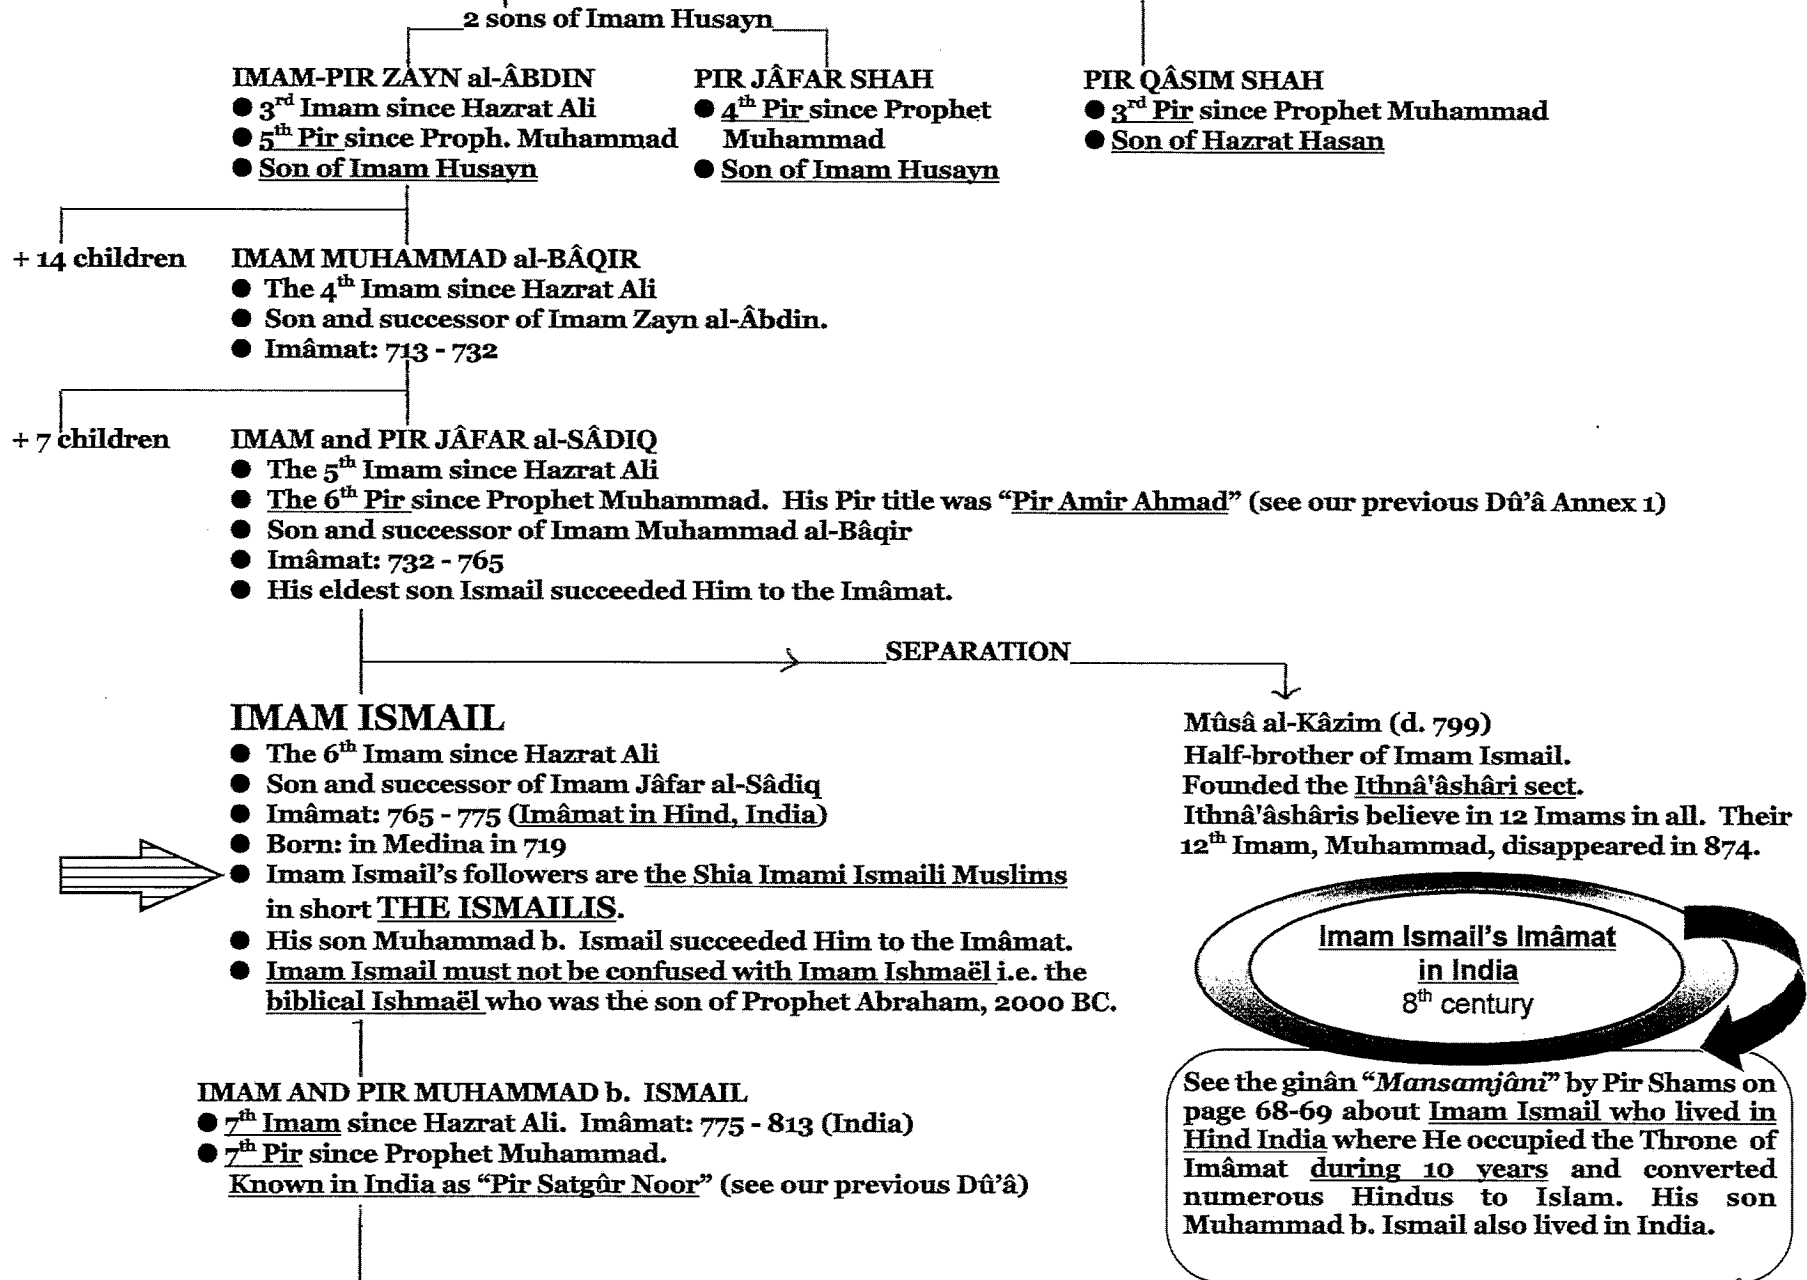 2 sons of Imam Husayn
IMAM-PIR ZAYN al-ÂBDIN
● 3rd Imam since Hazrat Ali
● 5th Pir since Proph. Muhammad
● Son of Imam Husayn
PIR JÂFAR SHAH
● 4th Pir since Prophet
Muhammad
● Son of Imam Husayn
PIR QÂSIM SHAH
● 3rd Pir since Prophet Muhammad
● Son of Hazrat Hasan
+ 14 children
IMAM MUHAMMAD al-BÂQIR
● The 4th Imam since Hazrat Ali
● Son and successor of Imam Zayn al-Âbdin.
● Imâmat: 713 - 732
+ 7 children
IMAM and PIR JÂFAR al-SÂDIQ
● The 5th Imam since Hazrat Ali
● The 6th Pir since Prophet Muhammad. His Pir title was “Pir Amir Ahmad” (see our previous Dû’â Annex 1)
● Son and successor of Imam Muhammad al-Bâqir
● Imâmat: 732 - 765
● His eldest son Ismail succeeded Him to the Imâmat.
SEPARATION
IMAM ISMAIL
● The 6th Imam since Hazrat Ali
● Son and successor of Imam Jâfar al-Sâdiq
● Imâmat: 765 - 775 (Imâmat in Hind, India)
● Born: in Medina in 719
● Imam Ismail’s followers are the Shia Imami Ismaili Muslims
in short THE ISMAILIS.
● His son Muhammad b. Ismail succeeded Him to the Imâmat.
● Imam Ismail must not be confused with Imam Ishmaël i.e. the
biblical Ishmaël who was the son of Prophet Abraham, 2000 BC.
Mûsâ al-Kâzim (d. 799)
Half-brother of Imam Ismail.
Founded the Ithnâ'âshâri sect.
Ithnâ'âshâris believe in 12 Imams in all. Their
12th Imam, Muhammad, disappeared in 874.
Imam Ismail’s Imâmat
in India
8th century
IMAM AND PIR MUHAMMAD b. ISMAIL
● 7th Imam since Hazrat Ali. Imâmat: 775 - 813 (India)
● 7th Pir since Prophet Muhammad.
Known in India as “Pir Satgûr Noor” (see our previous Dû’â)
See the ginân “Mansamjâni” by Pir Shams on
page 68-69 about Imam Ismail who lived in
Hind India where He occupied the Throne of
Imâmat during 10 years and converted
numerous Hindus to Islam. His son
Muhammad b. Ismail also lived in India.